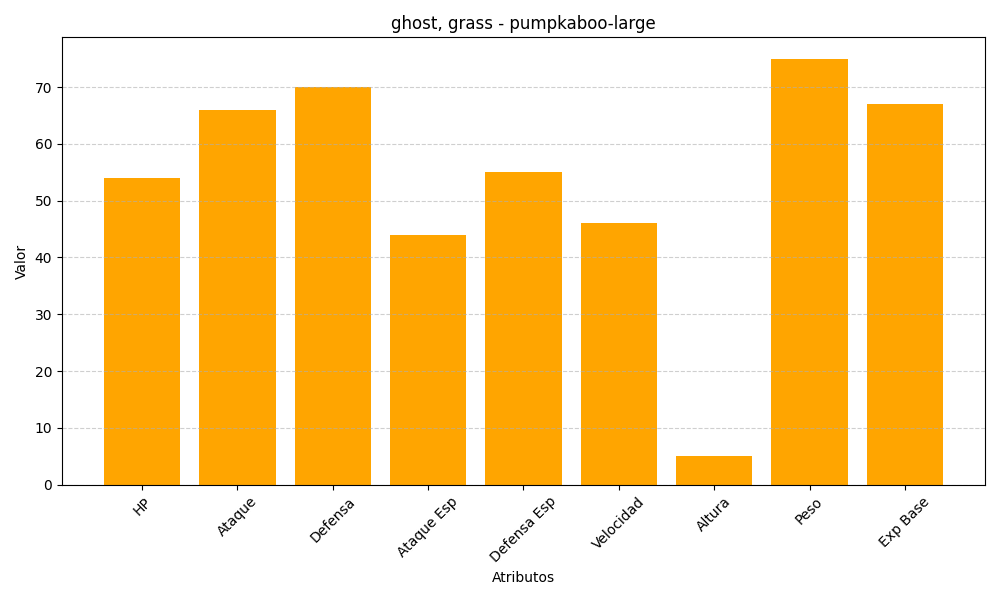 ghost, grass - pumpkaboo-large
Valor
70
60
50
40
30
20
10
0
HP
Ataque
Defensa
Ataque Esp
Defensa Esp
Velocidad
Altura
Peso
Exp Base
Atributos